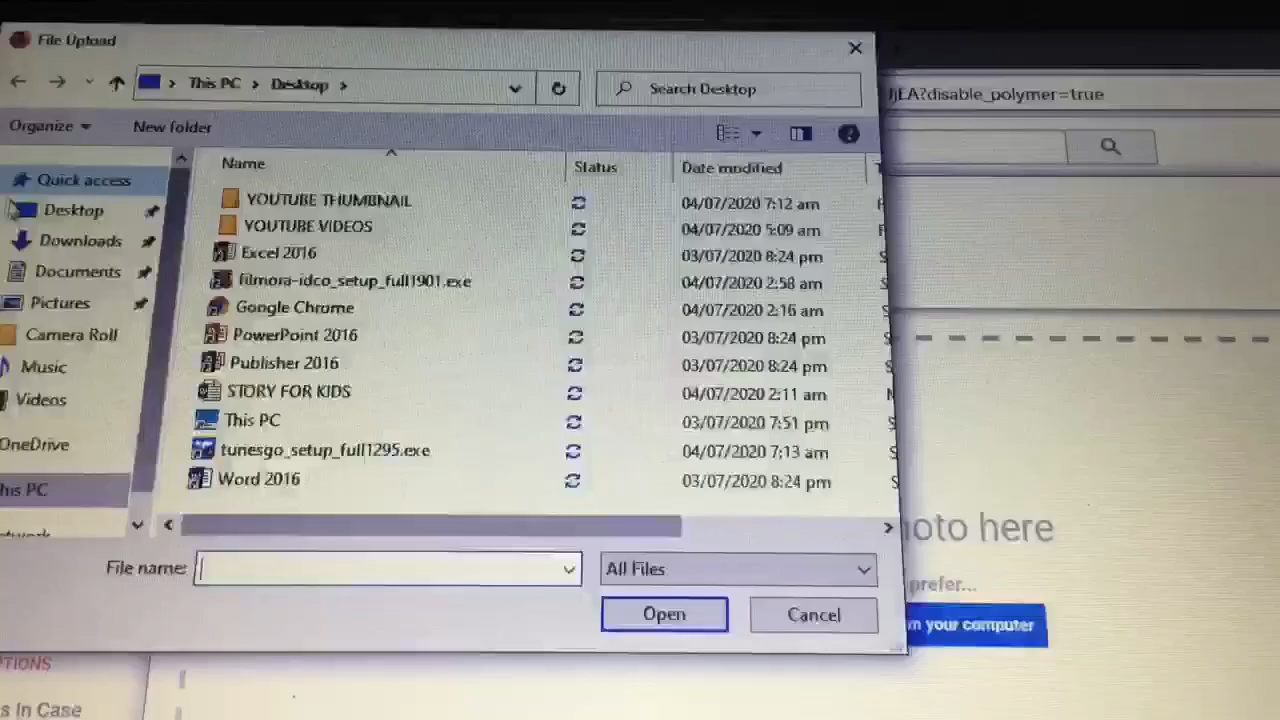 File Upload
This PC > Desktop >
Search Desktop
jEA?disable_polymer=true
Organize
New folder
Name
Status
Date modified
Quick access
Desktop
Downloads
Documents
Pictures
Camera Roll
Music
Videos
OneDrive
his PC
YOUTUBE THUMBNAIL 04/07/2020 7:12 am
YOUTUBE VIDEOS 04/07/2020 5:09 am
Excel 2016 03/07/2020 8:24 pm
filmora-idco_setup_full1901.exe 04/07/2020 2:58 am
Google Chrome 04/07/2020 2:16 am
PowerPoint 2016 03/07/2020 8:24 pm
Publisher 2016 03/07/2020 8:24 pm
STORY FOR KIDS 04/07/2020 2:11 am
This PC 03/07/2020 7:51 pm
tunesgo_setup_full1295.exe 04/07/2020 7:13 am
Word 2016 03/07/2020 8:24 pm
oto here
File name:
All Files
prefer...
Open
Cancel
m your computer
TIONS
s In Case